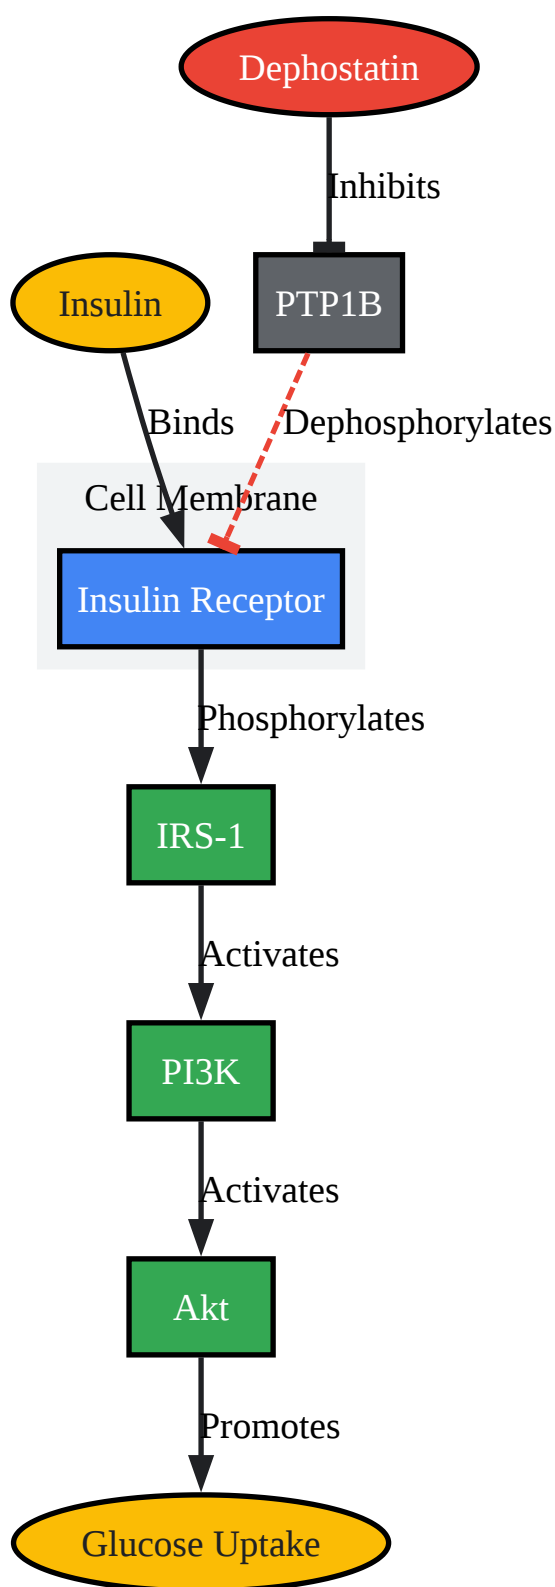 Dephostatin
Inhibits
Insulin
PTP1B
Binds
Dephosphorylates
Cell Membrane
Insulin Receptor
Phosphorylates
IRS-1
Activates
PI3K
Activates
Akt
Promotes
Glucose Uptake